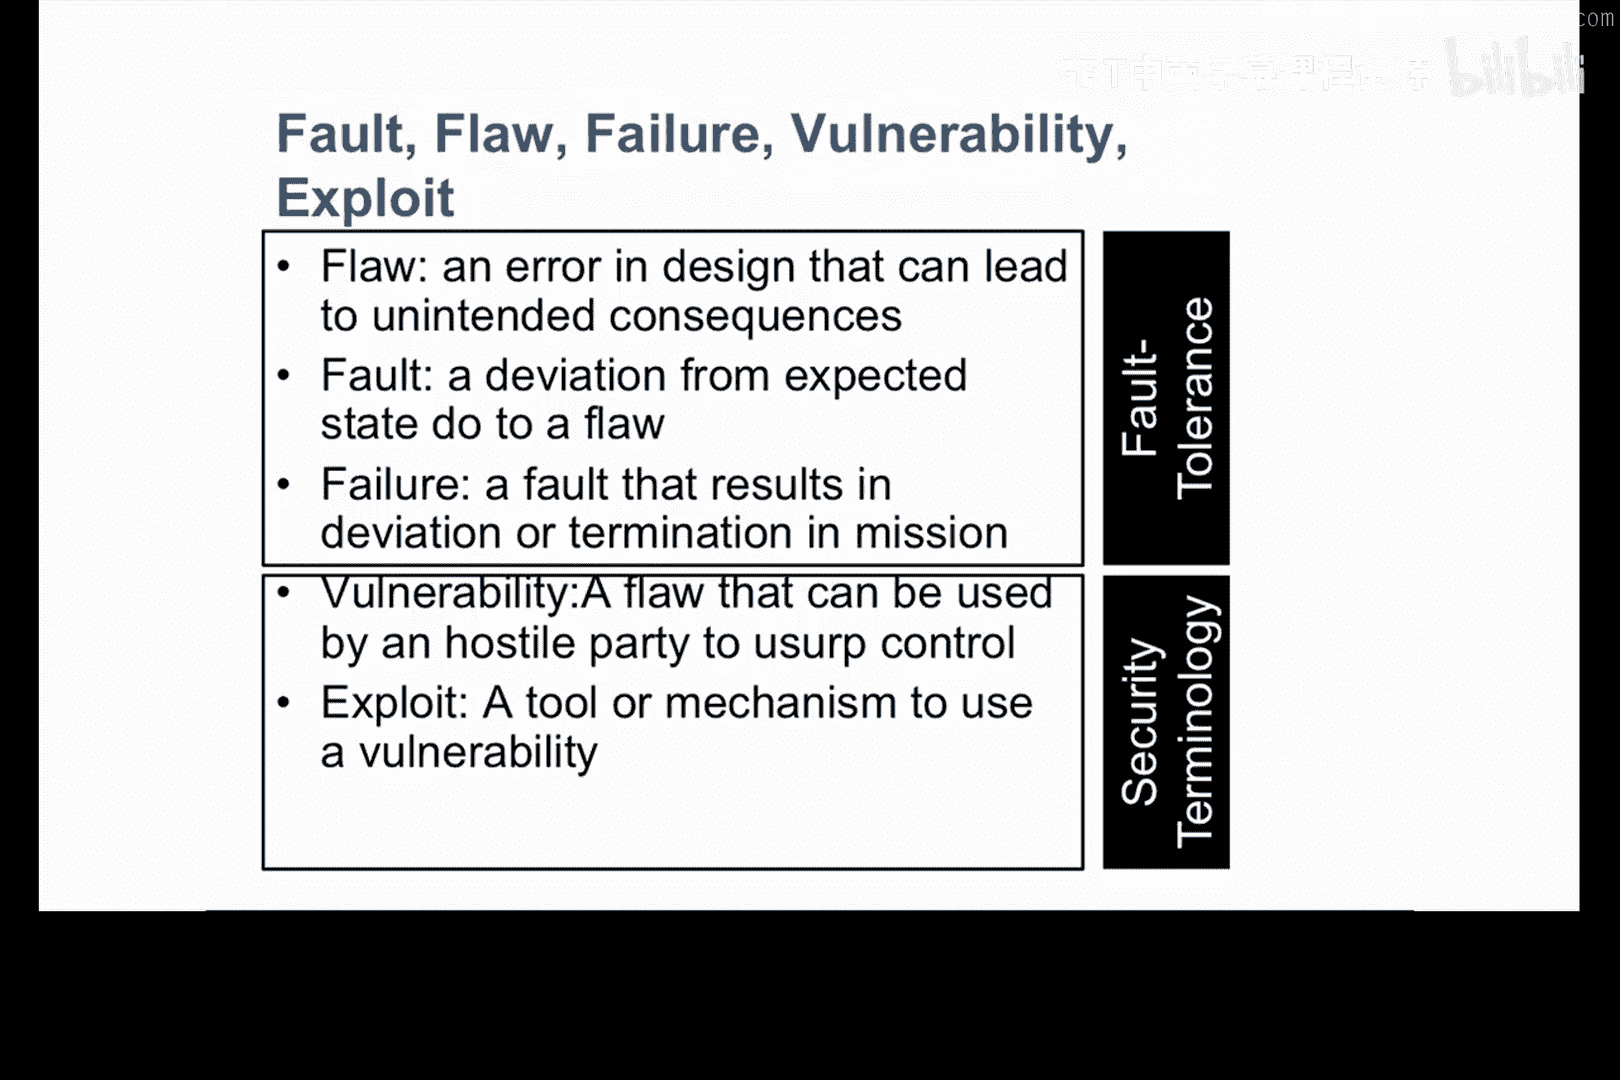 com
bilibili
Fault, Flaw, Failure, Vulnerability,
Exploit
• Flaw: an error in design that can lead
to unintended consequences
• Fault: a deviation from expected
state do to a flaw
• Failure: a fault that results in
deviation or termination in mission
Fault-
Tolerance
• Vulnerability:A flaw that can be used
by an hostile party to usurp control
• Exploit: A tool or mechanism to use
a vulnerability
Security
Terminology